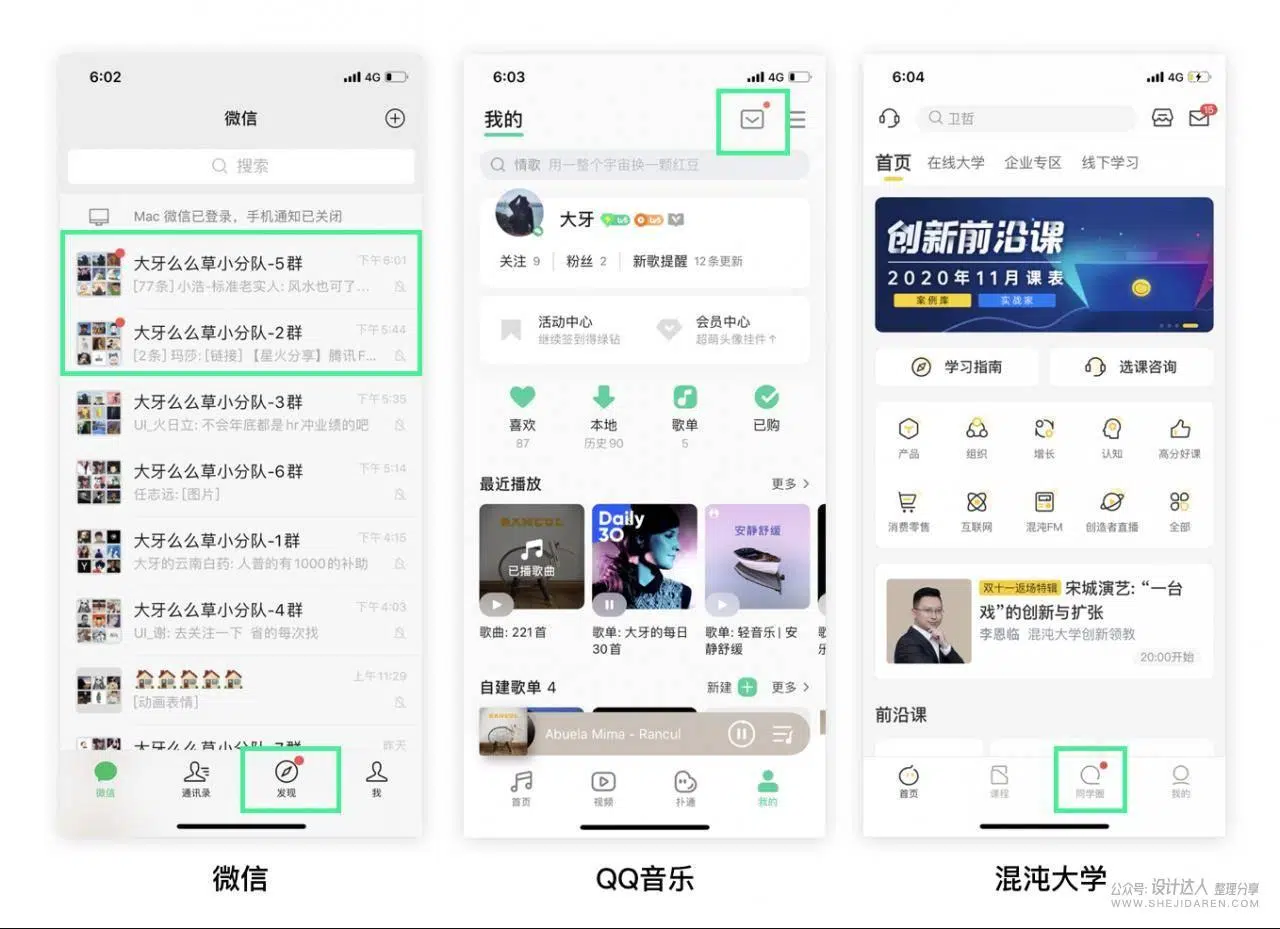 6:02
4G
微信
搜索
Mac 微信已登录，手机通知已关闭
大牙么么草小分队-5群
下午6:01
[77条] 小浩-标准老实人: 风水也可了...
大牙么么草小分队-2群
下午5:44
[2条] 玛莎: [链接] 【星火分享】腾讯F...
大牙么么草小分队-3群
下午5:35
UI_火日立: 不会年底都是hr冲业绩的吧
大牙么么草小分队-6群
下午5:14
任志远: [图片]
大牙么么草小分队-1群
下午4:15
大牙的云南白药: 人普的有1000的补助
大牙么么草小分队-4群
下午4:03
UI_谢: 去关注一下 省的每次找
上午11:29
[动画表情]
大牙么么草小分队-7群
昨天
微信
通讯录
发现
我
微信
6:03
4G
我的
情歌 用一整个宇宙换一颗红豆
大牙
关注 9
粉丝 2
新歌提醒 12条更新
活动中心
继续签到得绿钻
会员中心
超萌头像挂件
喜欢
87
本地
历史90
歌单
5
已购
最近播放
更多
RANCUL
已播歌曲
Daily 30
安静舒缓
歌曲: 221首
歌单: 大牙的每日
30首
歌单: 轻音乐 | 安
静舒缓
自建歌单 4
新建
更多
Abuela Mima - Rancul
首页
视频
扑通
我的
QQ音乐
6:04
4G
卫哲
15
首页
在线大学
企业专区
线下学习
创新前沿课
2020年11月课表
案例库
实战家
学习指南
选课咨询
产品
组织
增长
认知
高分好课
消费零售
互联网
混沌FM
创造者直播
全部
双十一返场特辑 宋城演艺: “一台
戏”的创新与扩张
李恩临 混沌大学创新领教
20:00开始
前沿课
首页
课程
同学圈
我的
混沌大学
公众号: 设计达人 整理分享
WWW.SHEJIDAREN.COM